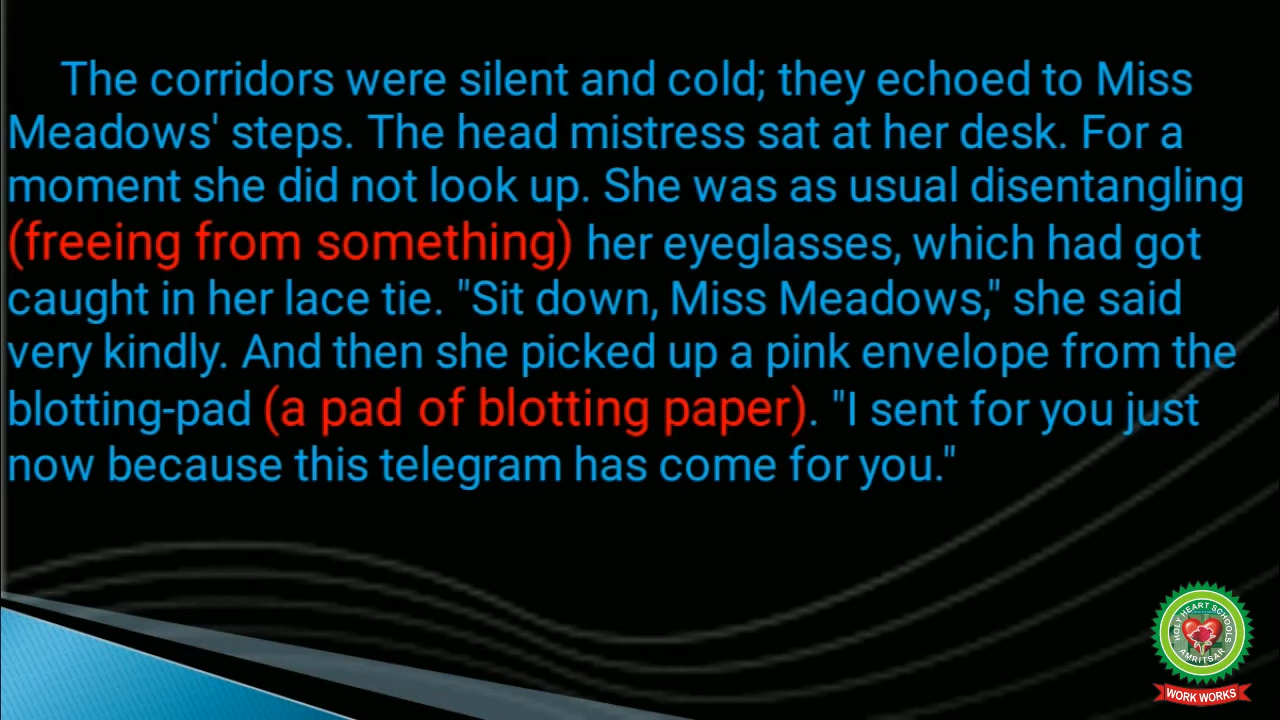 The corridors were silent and cold; they echoed to Miss
Meadows' steps. The head mistress sat at her desk. For a
moment she did not look up. She was as usual disentangling
(freeing from something) her eyeglasses, which had got
caught in her lace tie. "Sit down, Miss Meadows," she said
very kindly. And then she picked up a pink envelope from the
blotting-pad (a pad of blotting paper). "I sent for you just
now because this telegram has come for you."
HOLY HEART SCHOOLS
AMRITSAR
WORK WORKS